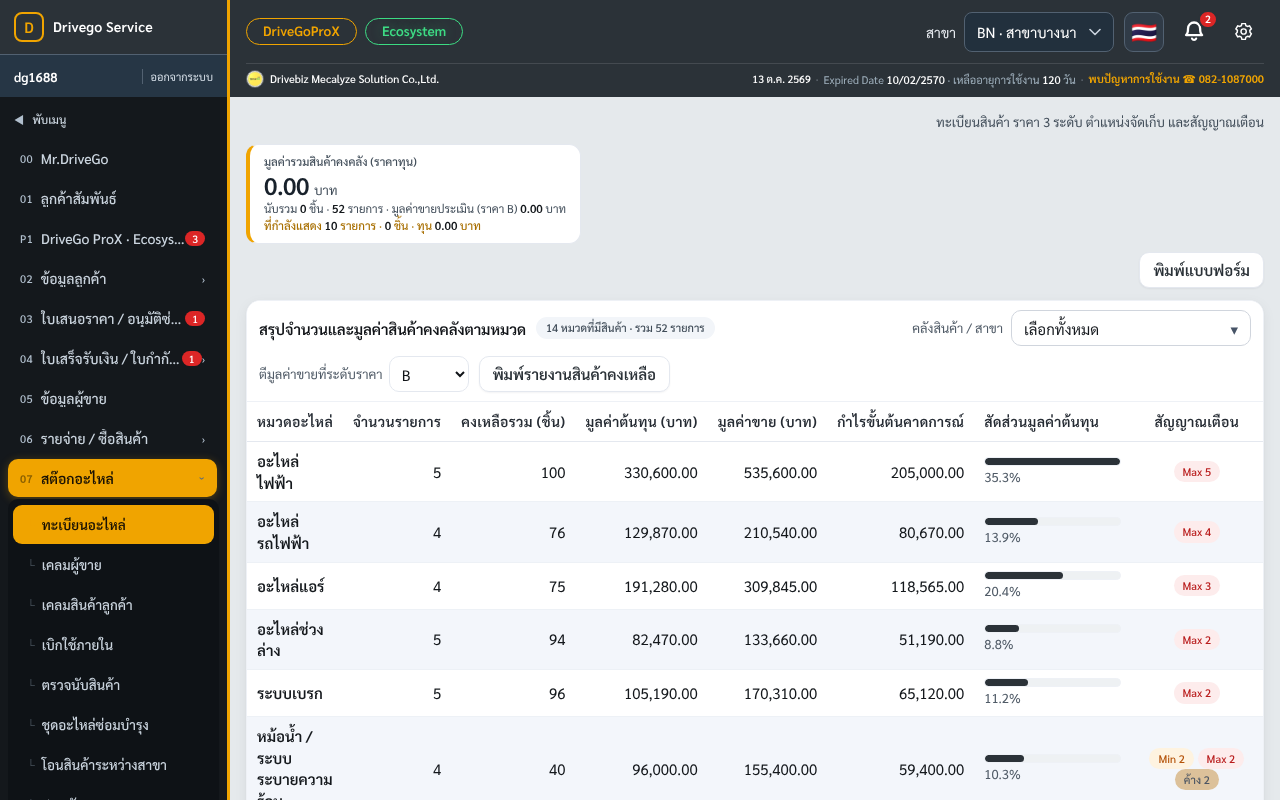 D Drivego Service
dg1688 ออกจากระบบ
◀ พับเมนู
00 Mr.DriveGo
01 ลูกค้าสัมพันธ์
P1 DriveGo ProX · Ecosys... 3
02 ข้อมูลลูกค้า ›
03 ใบเสนอราคา / อนุมัติซ่... 1
04 ใบเสร็จรับเงิน / ใบกำกั... 1 ›
05 ข้อมูลผู้ขาย
06 รายจ่าย / ซื้อสินค้า ›
07 สต๊อกอะไหล่
ทะเบียนอะไหล่
เคลมผู้ขาย
เคลมสินค้าลูกค้า
เบิกใช้ภายใน
ตรวจนับสินค้า
ชุดอะไหล่ซ่อมบำรุง
โอนสินค้าระหว่างสาขา
DriveGoProX Ecosystem สาขา BN · สาขาบางนา 2
Drivebiz Mecalyze Solution Co.,Ltd. 13 ต.ค. 2569 · Expired Date 10/02/2570 · เหลืออายุการใช้งาน 120 วัน · พบปัญหาการใช้งาน ☎ 082-1087000
ทะเบียนสินค้า ราคา 3 ระดับ ตำแหน่งจัดเก็บ และสัญญาณเตือน
มูลค่ารวมสินค้าคงคลัง (ราคาทุน)
0.00 บาท
นับรวม 0 ชิ้น · 52 รายการ · มูลค่าขายประเมิน (ราคา B) 0.00 บาท
ที่กำลังแสดง 10 รายการ · 0 ชิ้น · ทุน 0.00 บาท
พิมพ์แบบฟอร์ม
สรุปจำนวนและมูลค่าสินค้าคงคลังตามหมวด 14 หมวดที่มีสินค้า · รวม 52 รายการ คลังสินค้า / สาขา เลือกทั้งหมด ▾
ตีมูลค่าขายที่ระดับราคา B พิมพ์รายงานสินค้าคงเหลือ
หมวดอะไหล่ จำนวนรายการ คงเหลือรวม (ชิ้น) มูลค่าต้นทุน (บาท) มูลค่าขาย (บาท) กำไรขั้นต้นคาดการณ์ สัดส่วนมูลค่าต้นทุน สัญญาณเตือน
อะไหล่
ไฟฟ้า 5 100 330,600.00 535,600.00 205,000.00 35.3% Max 5
อะไหล่
รถไฟฟ้า 4 76 129,870.00 210,540.00 80,670.00 13.9% Max 4
อะไหล่แอร์ 4 75 191,280.00 309,845.00 118,565.00 20.4% Max 3
อะไหล่ช่วง
ล่าง 5 94 82,470.00 133,660.00 51,190.00 8.8% Max 2
ระบบเบรก 5 96 105,190.00 170,310.00 65,120.00 11.2% Max 2
หม้อน้ำ /
ระบบ
ระบายความ 4 40 96,000.00 155,400.00 59,400.00 10.3% Min 2 Max 2
ค้าง 2